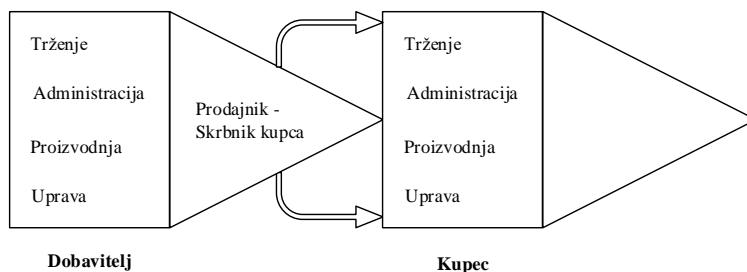 Trženje
Administracija
Proizvodnja
Uprava
Prodajnik -
Skrbnik kupca
Trženje
Administracija
Proizvodnja
Uprava
Dobavitelj
Kupec